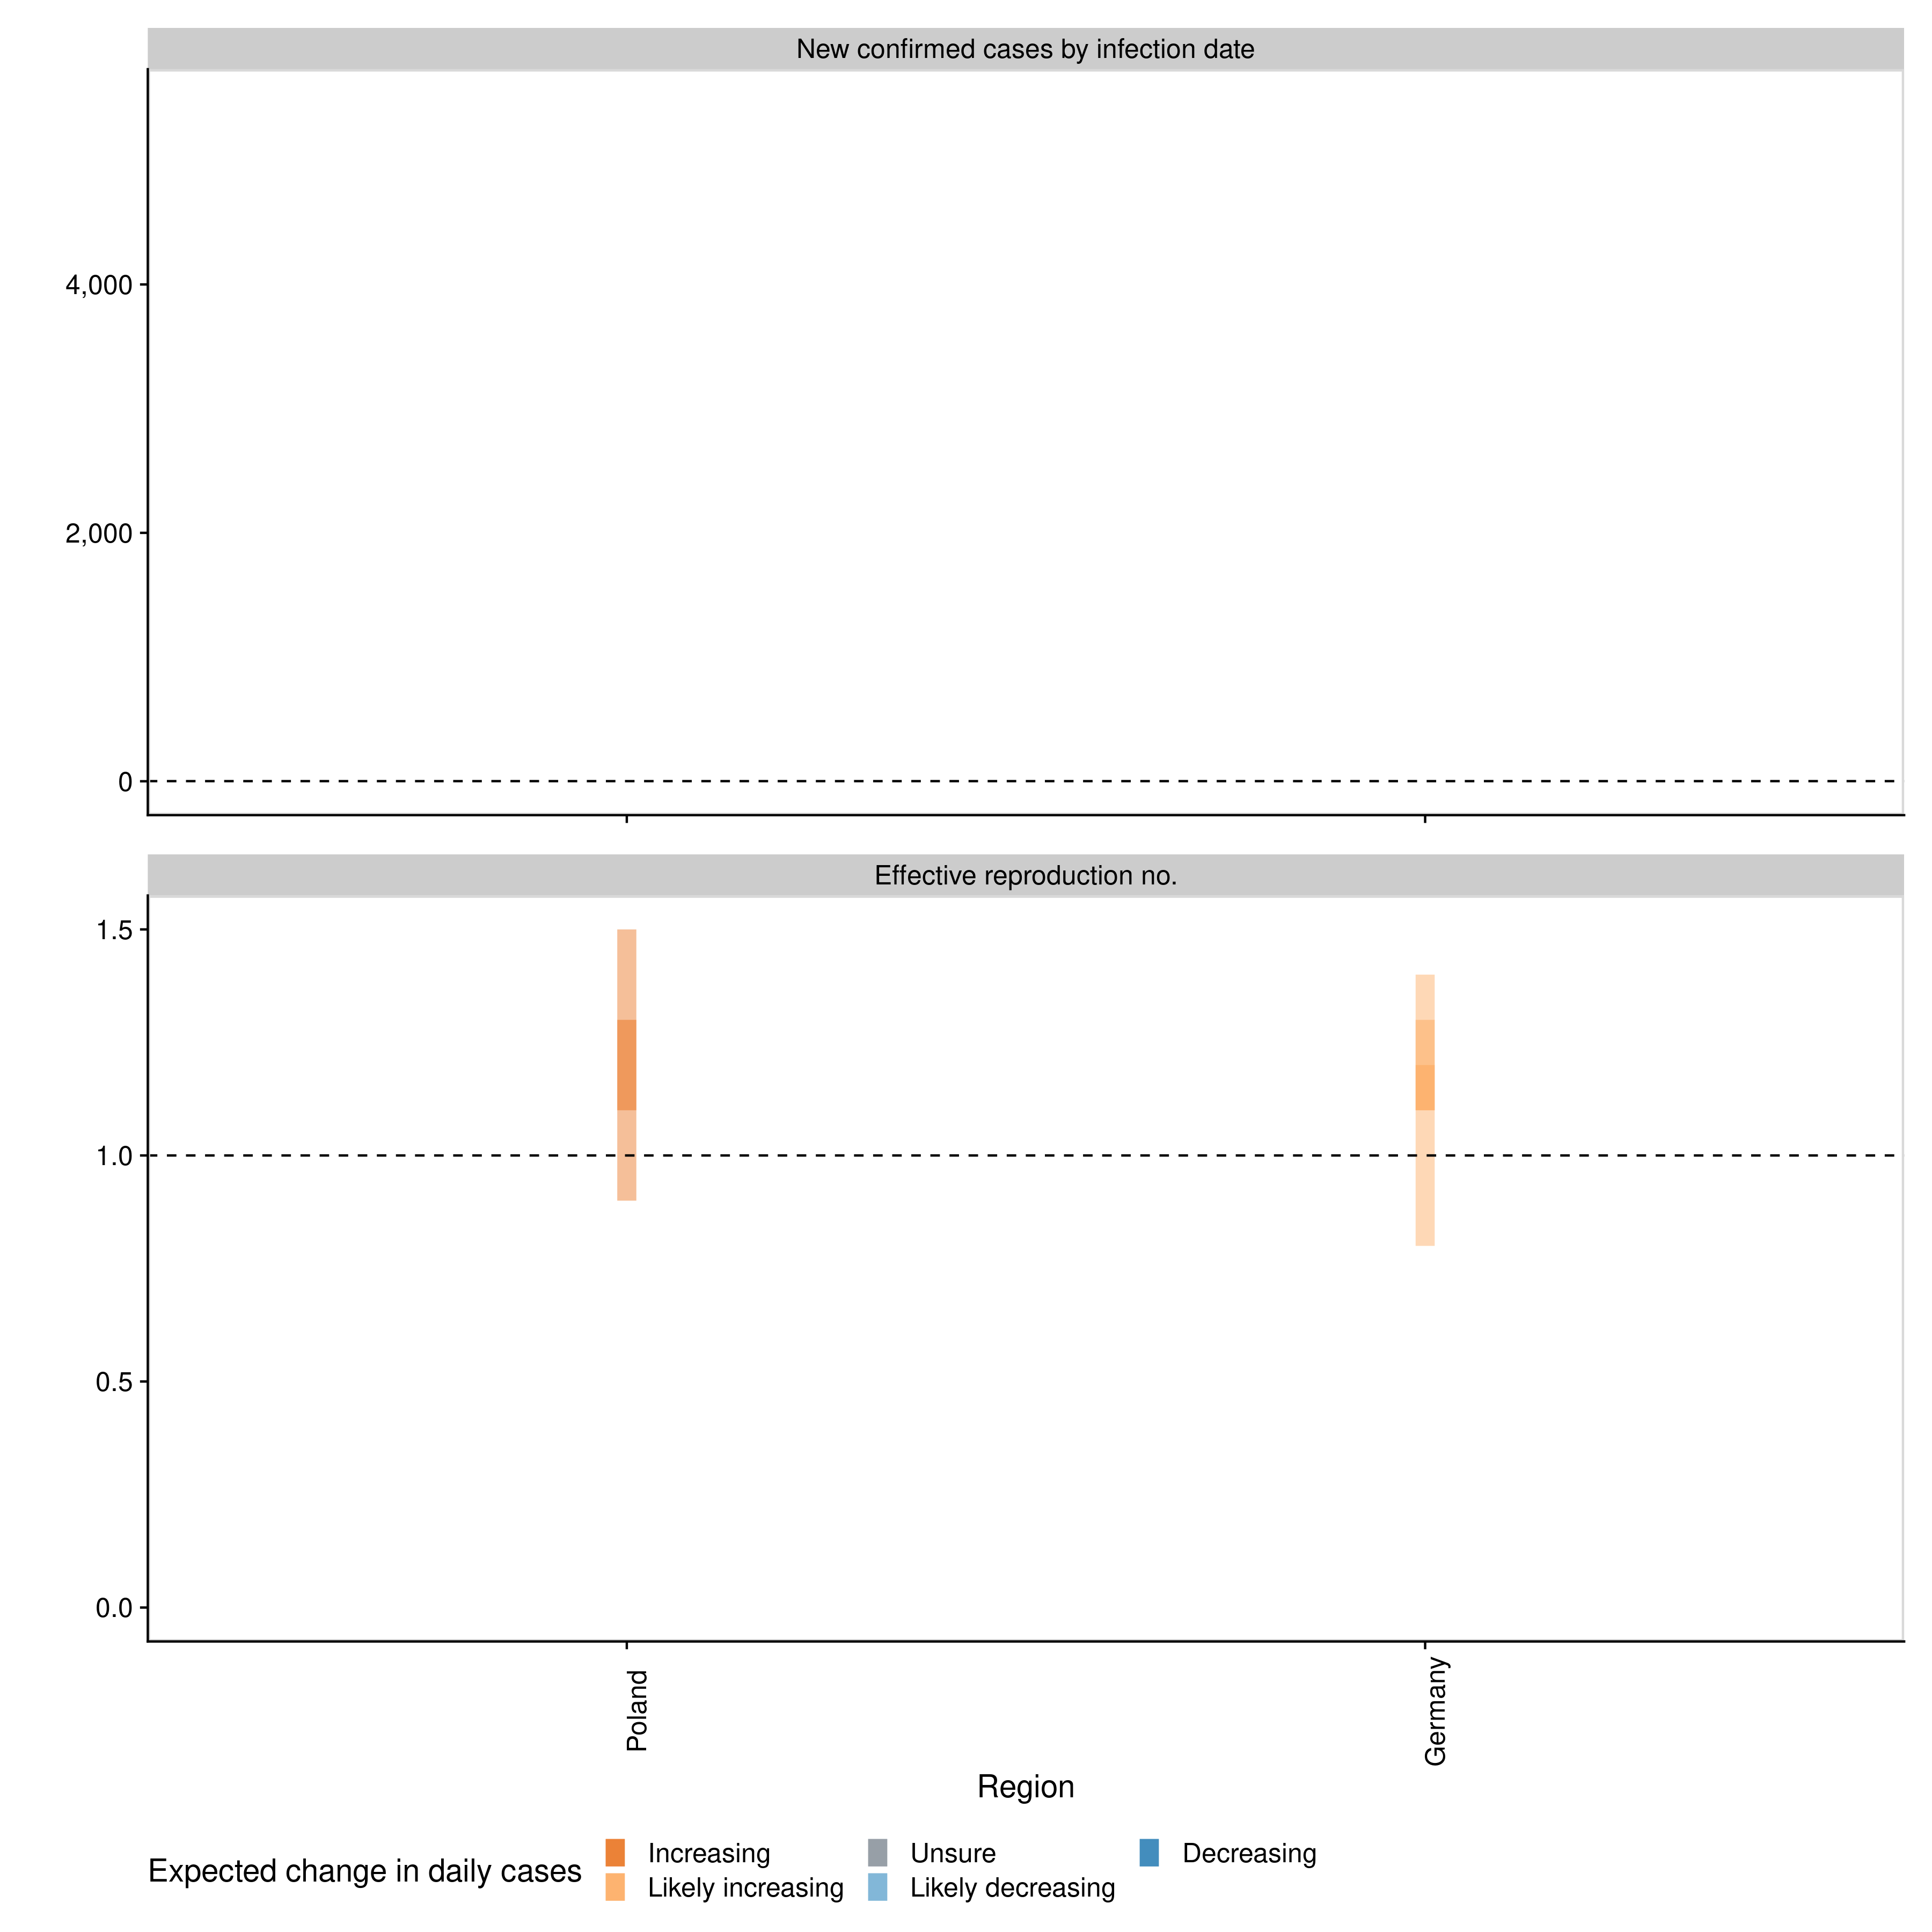 New confirmed cases by infection date
4,000
2,000
0
Effective reproduction no.
1.5
1.0
0.5
0.0
Poland
Germany
Region
Expected change in daily cases
Increasing
Likely increasing
Unsure
Likely decreasing
Decreasing